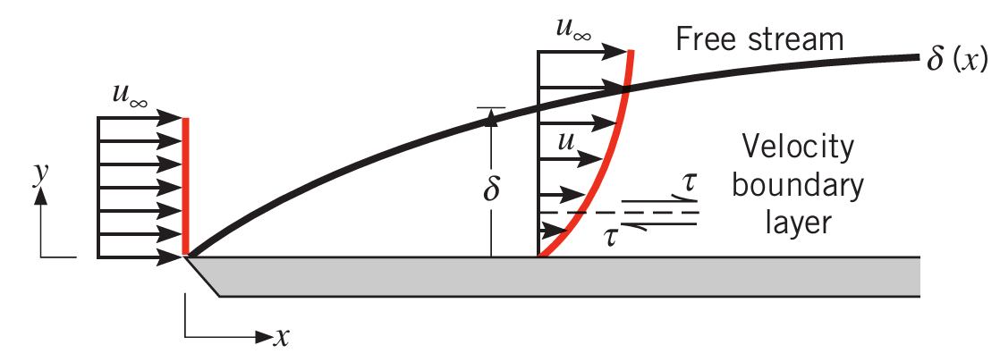 u∞
Free stream
δ (x)
u∞
u
Velocity
boundary
layer
y
δ
τ
τ
x